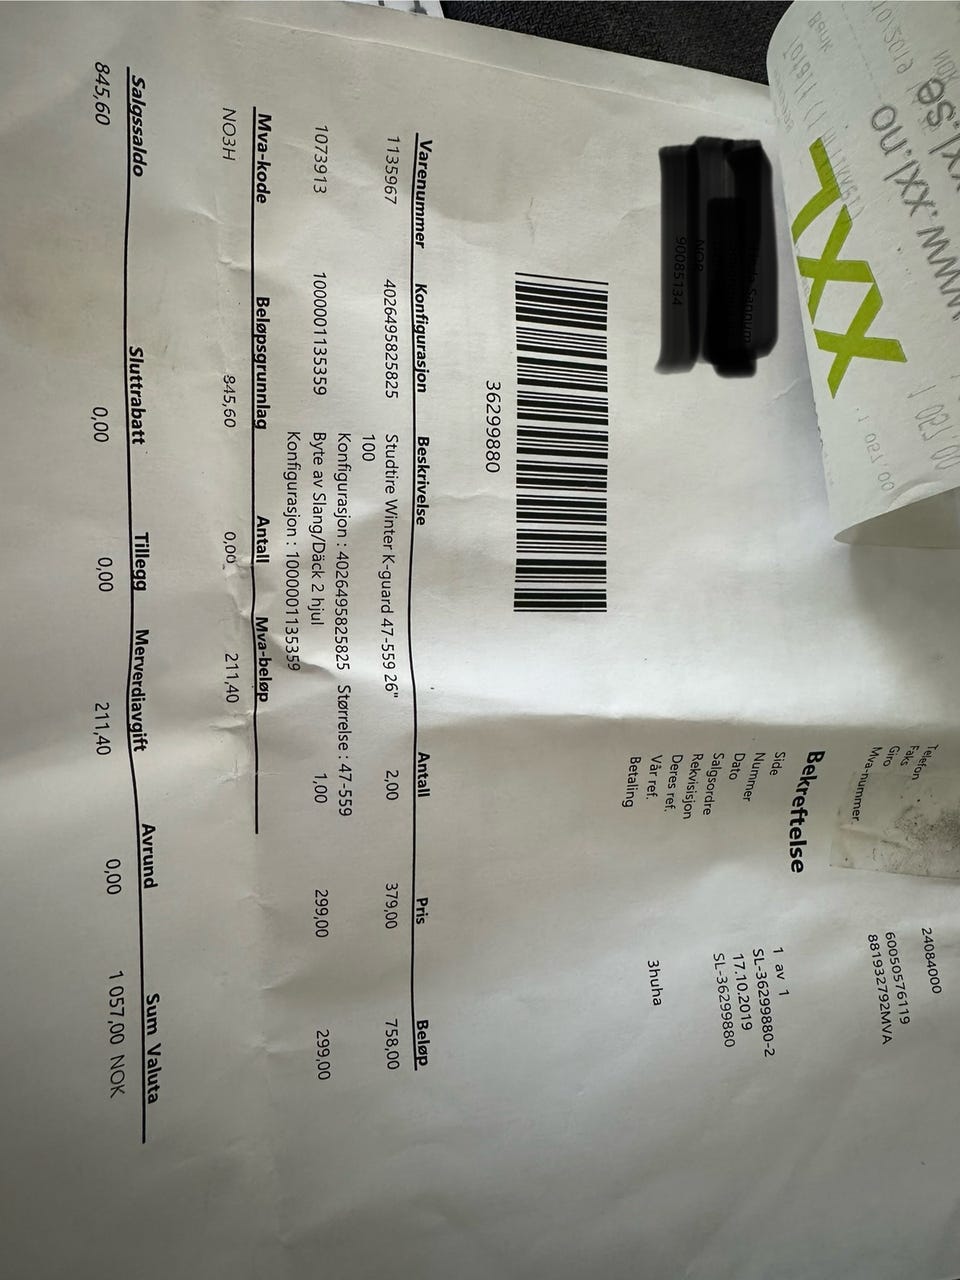 XXL
www.xxl.no
Telefon 24084000
Faks
Giro 60050576119
Mva-nummer 881932792MVA
Bekreftelse
Side 1 av 1
Nummer SL-36299880-2
Dato 17.10.2019
Salgsordre SL-36299880
Rekvisisjon
Deres ref.
Vår ref. 3huha
Betaling
36299880
Varenummer Konfigurasjon Beskrivelse Antall Pris Beløp
1135967 4026495825825 Studtire Winter K-guard 47-559 26" 2,00 379,00 758,00
100
Konfigurasjon : 4026495825825 Størrelse : 47-559
1073913 1000001135359 Byte av Slang/Däck 2 hjul 1,00 299,00 299,00
Konfigurasjon : 1000001135359
Mva-kode Beløpsgrunnlag Antall Mva-beløp
NO3H 845,60 0,00 211,40
Salgssaldo Sluttrabatt Tillegg Merverdiavgift Avrund Sum Valuta
845,60 0,00 0,00 211,40 0,00 1 057,00 NOK